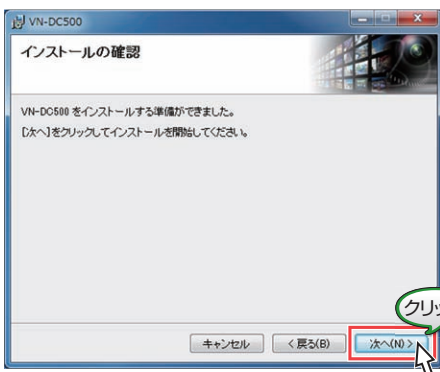 VN-DC500
インストールの確認
VN-DC500 をインストールする準備ができました。
[次へ]をクリックしてインストールを開始してください。
クリッ
キャンセル
< 戻る(B)
次へ(N) >